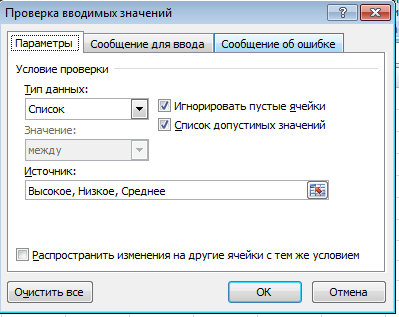 Проверка вводимых значений
Параметры
Сообщение для ввода
Сообщение об ошибке
Условие проверки
Тип данных:
Список
Игнорировать пустые ячейки
Значение:
Список допустимых значений
между
Источник:
Высокое, Низкое, Среднее
Распространить изменения на другие ячейки с тем же условием
Очистить все
ОК
Отмена